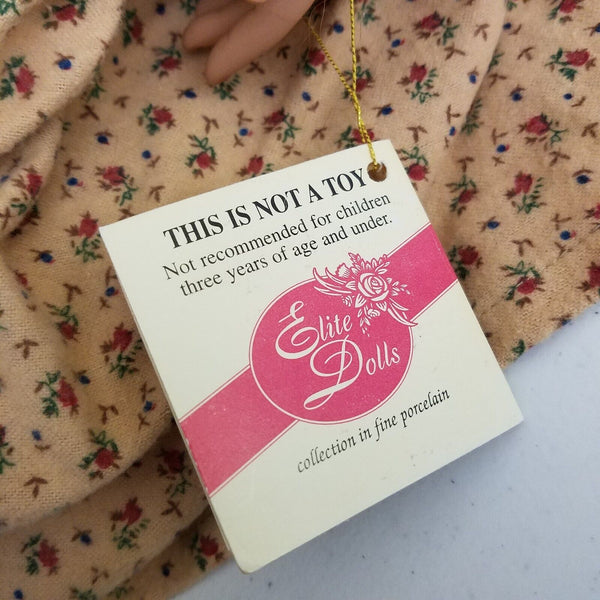 THIS IS NOT A TOY
Not recommended for children
three years of age and under.
Elite
Dolls
collection in fine porcelain